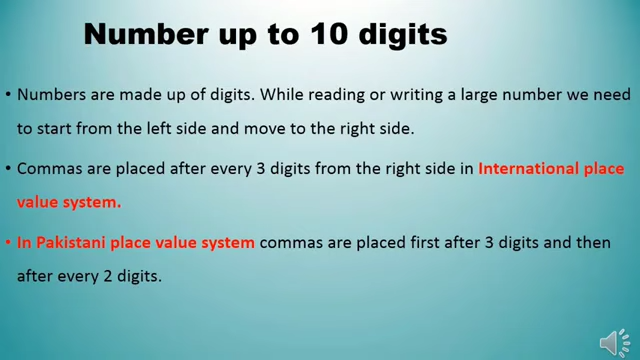 Number up to 10 digits
• Numbers are made up of digits. While reading or writing a large number we need
to start from the left side and move to the right side.
• Commas are placed after every 3 digits from the right side in International place
value system.
• In Pakistani place value system commas are placed first after 3 digits and then
after every 2 digits.